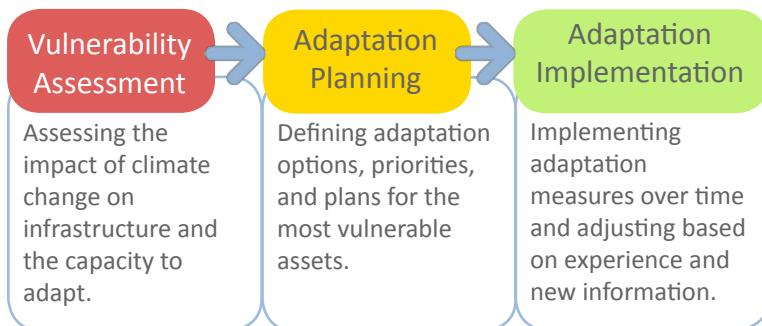 Vulnerability
Assessment
Assessing the
impact of climate
change on
infrastructure and
the capacity to
adapt.
Adaptation
Planning
Defining adaptation
options, priorities,
and plans for the
most vulnerable
assets.
Adaptation
Implementation
Implementing
adaptation
measures over time
and adjusting based
on experience and
new information.